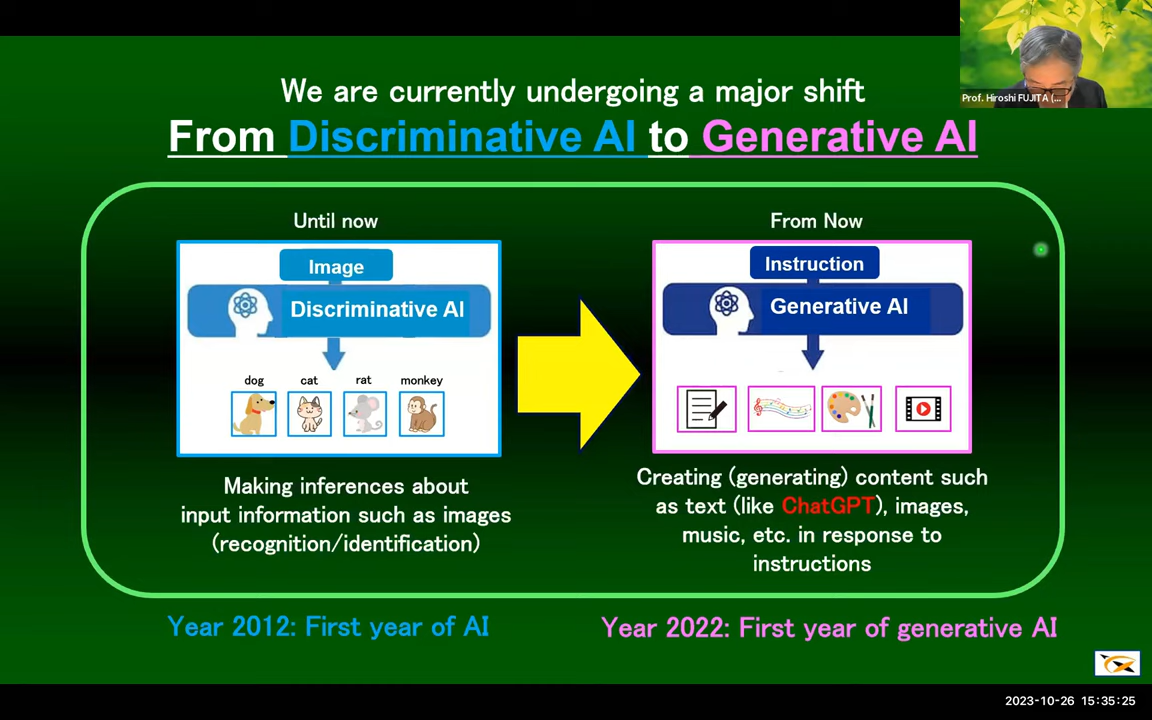 Prof. Hiroshi FUJITA (...
We are currently undergoing a major shift
From Discriminative AI to Generative AI
Until now
Image
Discriminative AI
dog cat rat monkey
Making inferences about
input information such as images
(recognition/identification)
Year 2012: First year of AI
From Now
Instruction
Generative AI
Creating (generating) content such
as text (like ChatGPT), images,
music, etc. in response to
instructions
Year 2022: First year of generative AI
2023-10-26 15:35:25